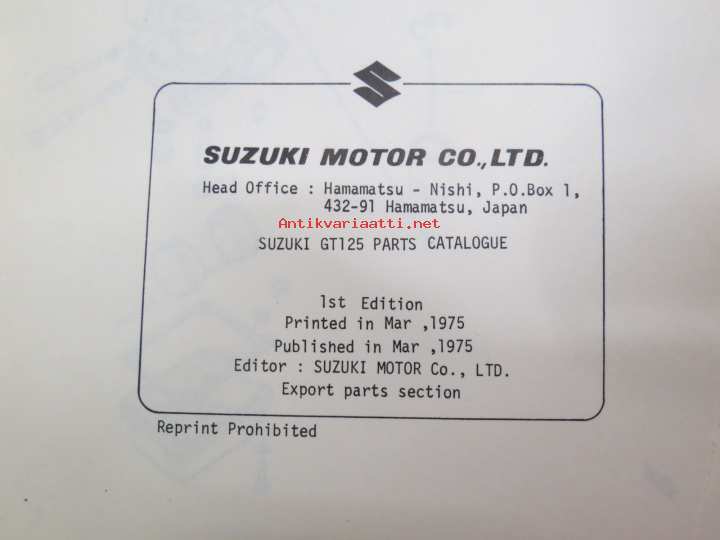 SUZUKI MOTOR CO.,LTD.
Head Office : Hamamatsu - Nishi, P.O.Box 1,
432-91 Hamamatsu, Japan
Antikvariaatti.net
SUZUKI GT125 PARTS CATALOGUE
1st Edition
Printed in Mar ,1975
Published in Mar ,1975
Editor : SUZUKI MOTOR Co., LTD.
Export parts section
Reprint Prohibited